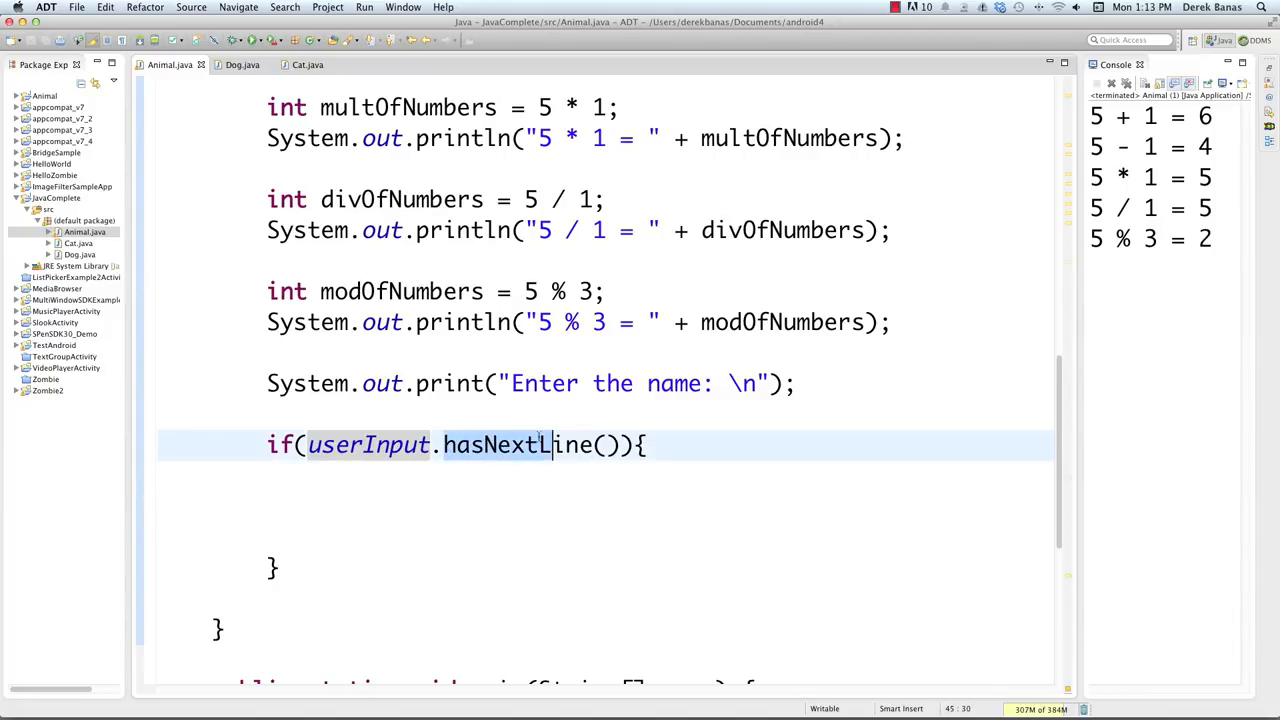 ADT File Edit Refactor Source Navigate Search Project Run Window Help
10
Mon 1:13 PM Derek Banas
Java – JavaComplete/src/Animal.java – ADT – /Users/derekbanas/Documents/android4
Quick Access
Java
DDMS
Package Exp
Animal
appcompat_v7
appcompat_v7_2
appcompat_v7_3
appcompat_v7_4
BridgeSample
HelloWorld
HelloZombie
ImageFilterSampleApp
JavaComplete
src
(default package)
Animal.java
Cat.java
Dog.java
JRE System Library [Ja
ListPickerExample2Activi
MediaBrowser
MultiWindowSDKExample
MusicPlayerActivity
SlookActivity
SPenSDK30_Demo
TestAndroid
TextGroupActivity
VideoPlayerActivity
Zombie
Zombie2
Animal.java
Dog.java
Cat.java
int multOfNumbers = 5 * 1;
System.out.println("5 * 1 = " + multOfNumbers);
int divOfNumbers = 5 / 1;
System.out.println("5 / 1 = " + divOfNumbers);
int modOfNumbers = 5 % 3;
System.out.println("5 % 3 = " + modOfNumbers);
System.out.print("Enter the name: \n");
if(userInput.hasNextLine()){
}
}
Console
<terminated> Animal (1) [Java Application] /S
5 + 1 = 6
5 - 1 = 4
5 * 1 = 5
5 / 1 = 5
5 % 3 = 2
Writable
Smart Insert
45 : 30
307M of 384M